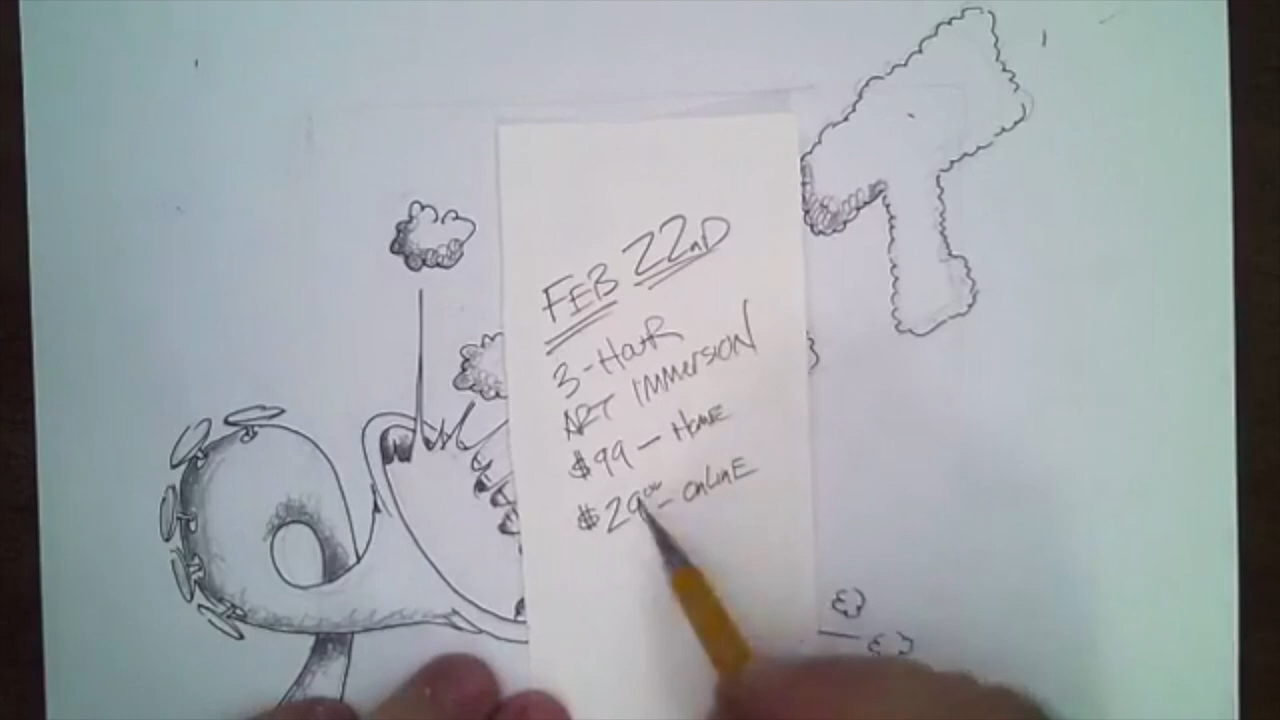 FEB 22ND
3-HOUR
ART IMMERSION
$99 - HOME
$29.00 - ONLINE